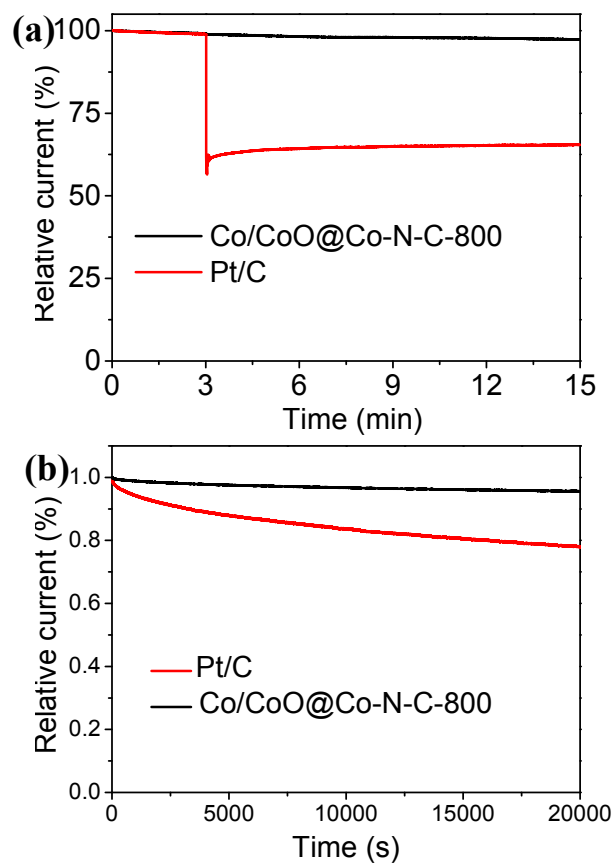 (a)
100
75
50
25
0
Relative current (%)
Co/CoO@Co-N-C-800
Pt/C
0 3 6 9 12 15
Time (min)
(b)
1.0
0.8
0.6
0.4
0.2
0.0
Relative current (%)
Pt/C
Co/CoO@Co-N-C-800
0 5000 10000 15000 20000
Time (s)